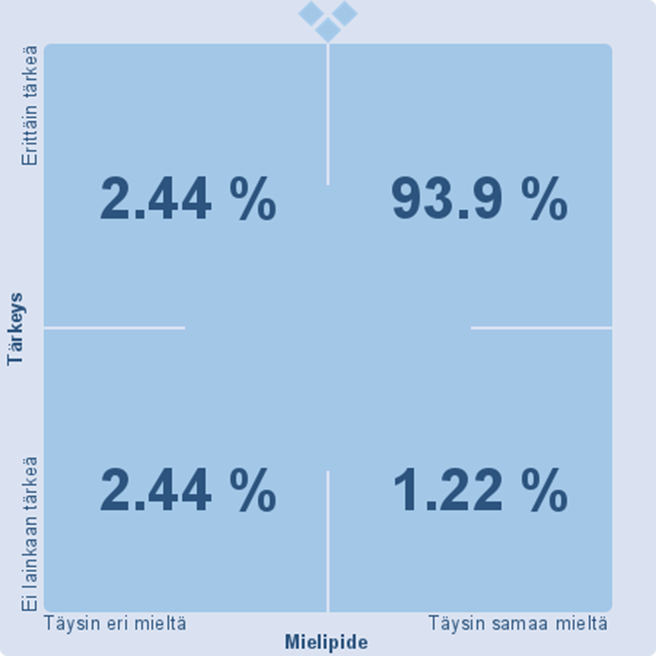 Erittäin tärkeä
2.44 %
93.9 %
Tärkeys
Ei lainkaan tärkeä
2.44 %
1.22 %
Täysin eri mieltä
Täysin samaa mieltä
Mielipide